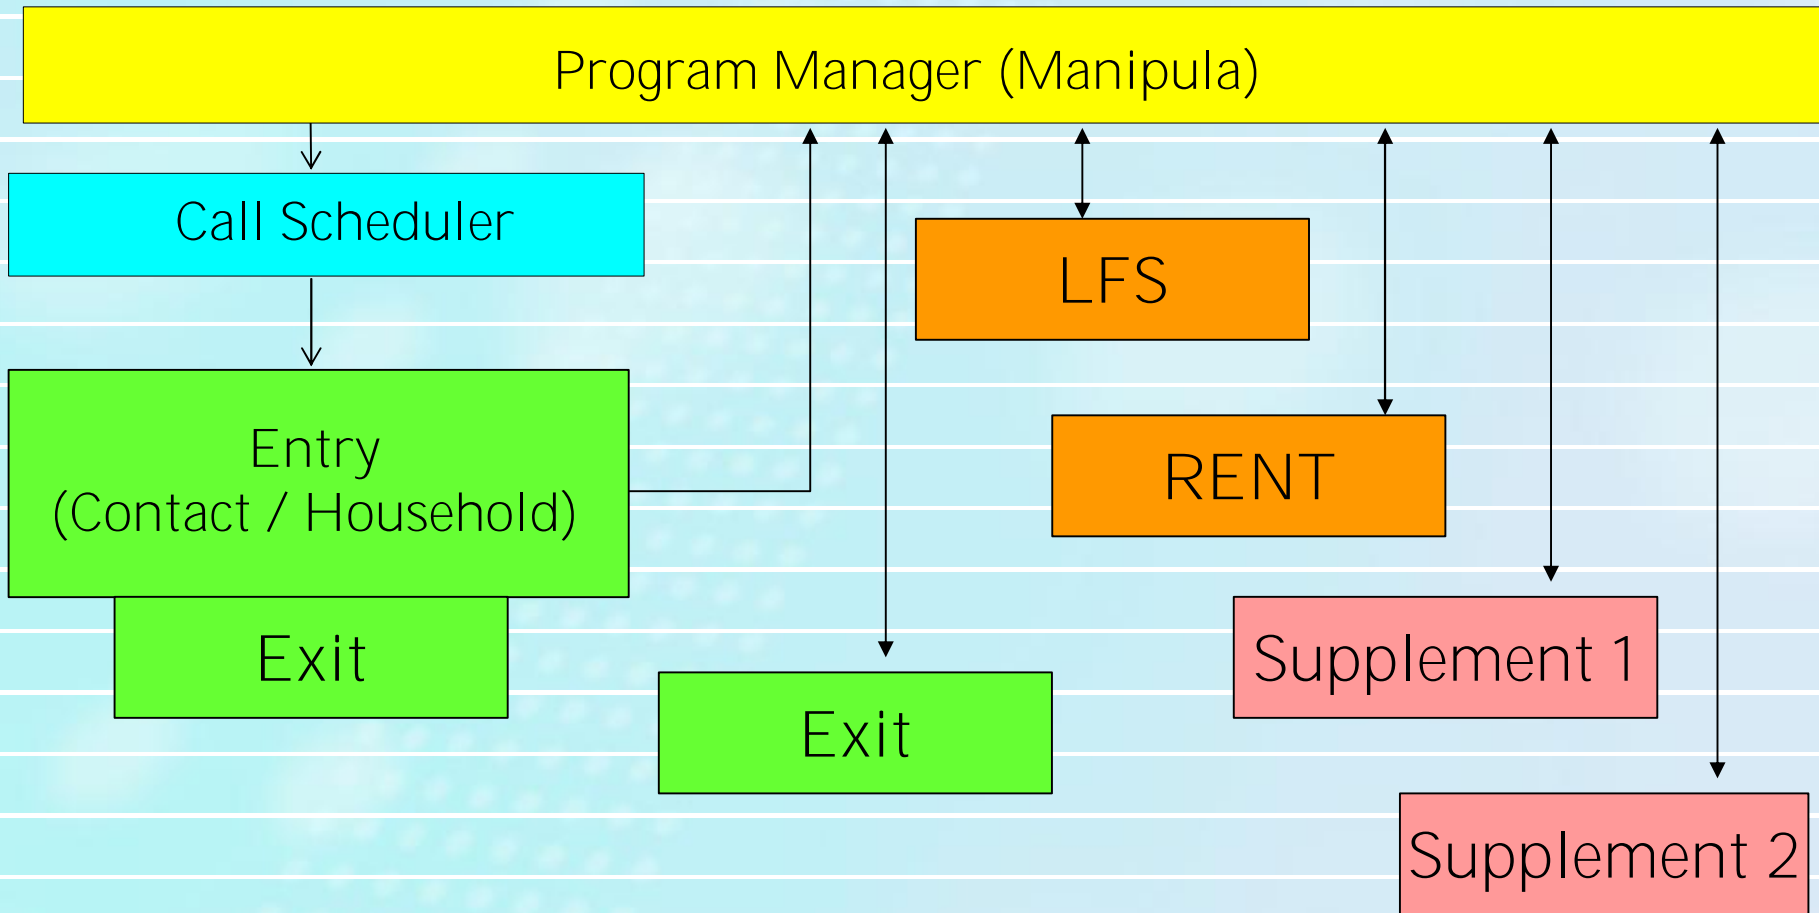 Program Manager (Manipula)
Call Scheduler
LFS
Entry
(Contact / Household)
RENT
Exit
Supplement 1
Exit
Supplement 2